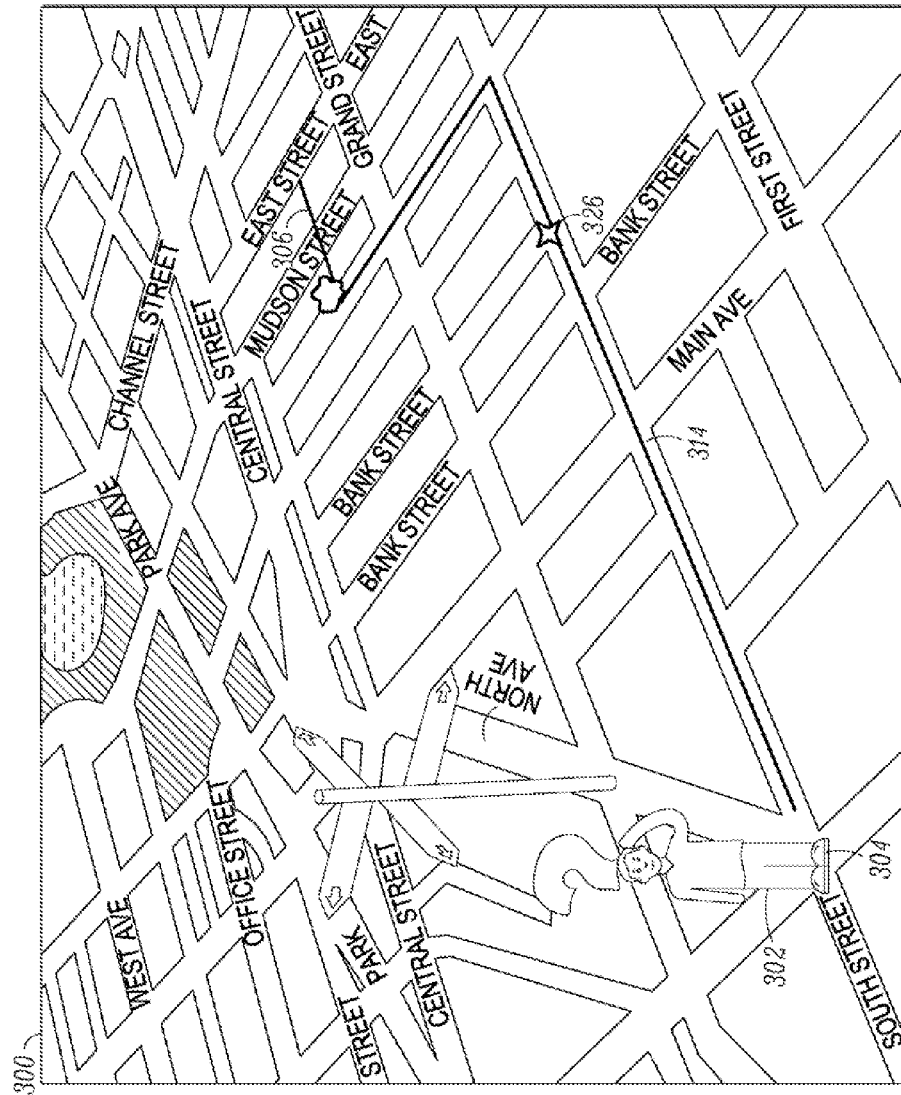 300
WEST AVE
PARK AVE
CHANNEL STREET
OFFICE STREET
CENTRAL STREET
EAST STREET
GRAND STREET
EAST
306
MUDSON STREET
STREET
PARK
CENTRAL STREET
BANK STREET
BANK STREET
NORTH
AVE
326
BANK STREET
FIRST STREET
MAIN AVE
314
302
304
SOUTH STREET